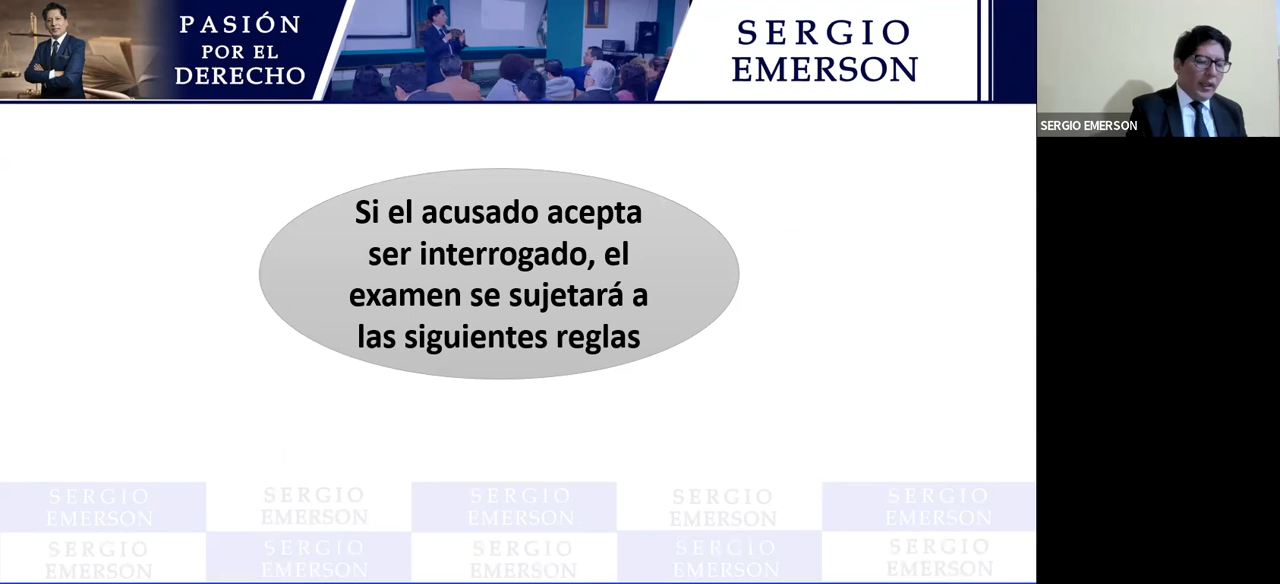 PASIÓN
POR EL
DERECHO
SERGIO
EMERSON
SERGIO EMERSON
Si el acusado acepta
ser interrogado, el
examen se sujetará a
las siguientes reglas
SERGIO
EMERSON
SERGIO
EMERSON
SERGIO
EMERSON
SERGIO
EMERSON
SERGIO
EMERSON
SERGIO
EMERSON
SERGIO
EMERSON
SERGIO
EMERSON
SERGIO
EMERSON
SERGIO
EMERSON